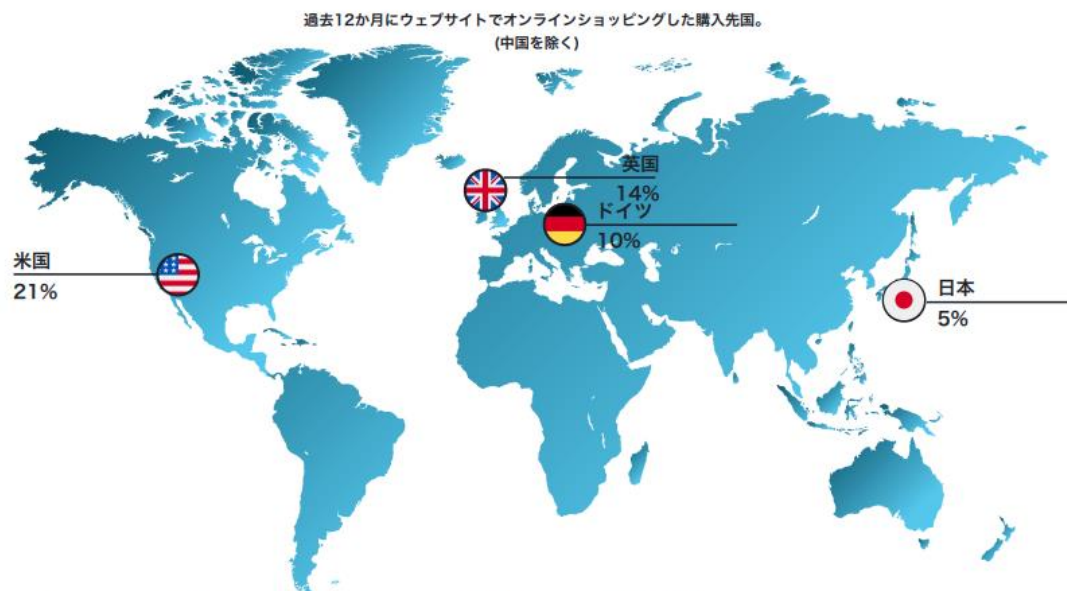 過去12か月にウェブサイトでオンラインショッピングした購入先国。
(中国を除く)
英国
14%
ドイツ
10%
米国
21%
日本
5%